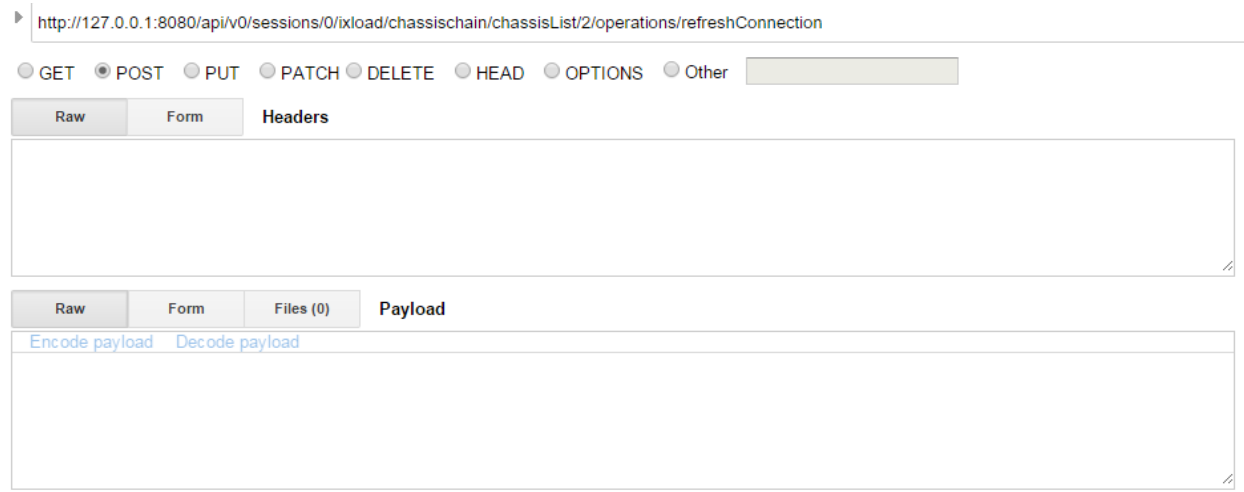 http://127.0.0.1:8080/api/v0/sessions/0/ixload/chassischain/chassisList/2/operations/refreshConnection
GET POST PUT PATCH DELETE HEAD OPTIONS Other
Raw Form Headers
Raw Form Files (0) Payload
Encode payload Decode payload